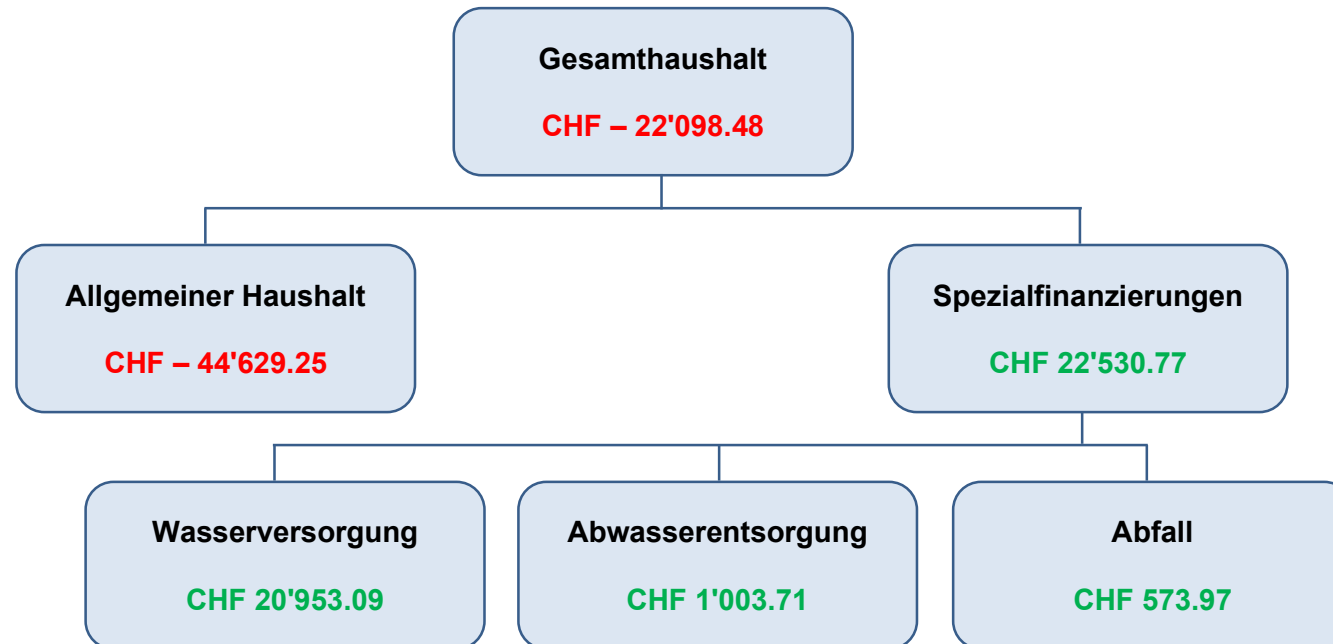 Gesamthaushalt
CHF – 22'098.48
Allgemeiner Haushalt
CHF – 44'629.25
Spezialfinanzierungen
CHF 22'530.77
Wasserversorgung
CHF 20'953.09
Abwasserentsorgung
CHF 1'003.71
Abfall
CHF 573.97